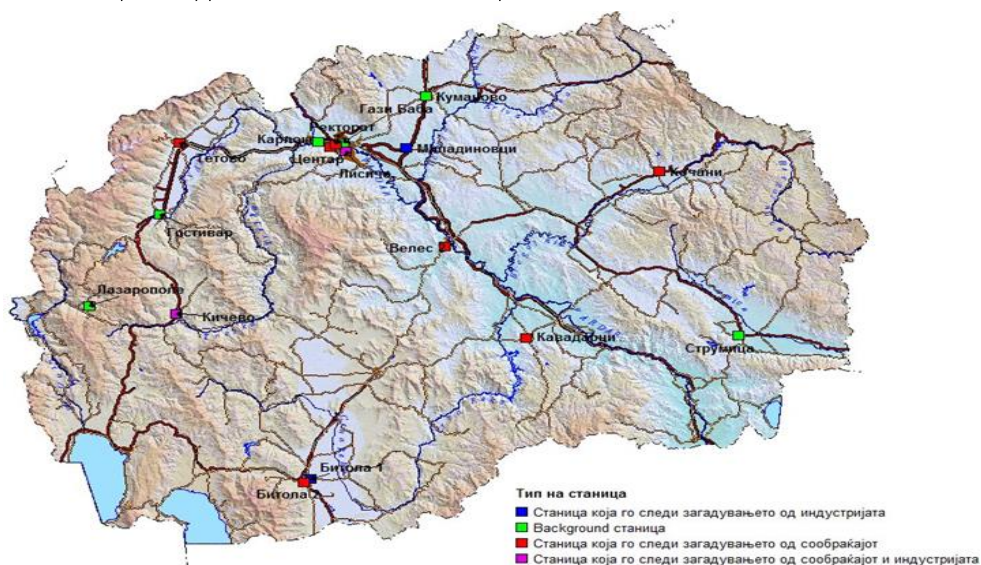 Куманово
Гази Баба
Ректорат
Карпош
Миладиновци
Тетово
Центар
Лисиче
Кочани
Гостивар
Велес
Лазарополе
Кичево
Кавадарци
Струмица
Битола 1
Битола 2
Тип на станица
Станица која го следи загадувањето од индустријата
Background станица
Станица која го следи загадувањето од сообраќајот
Станица која го следи загадувањето од сообраќајот и индустријата